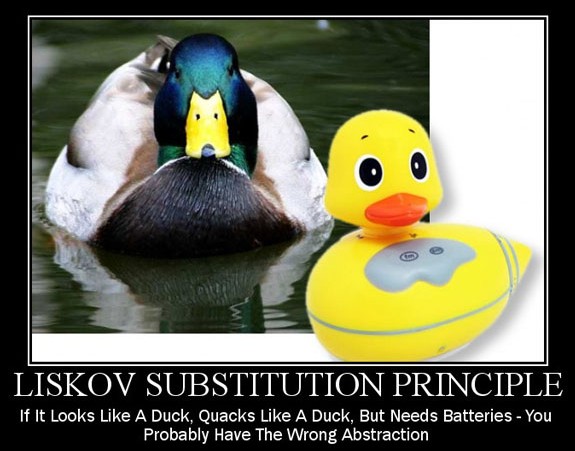 LISKOV SUBSTITUTION PRINCIPLE
If It Looks Like A Duck, Quacks Like A Duck, But Needs Batteries - You
Probably Have The Wrong Abstraction